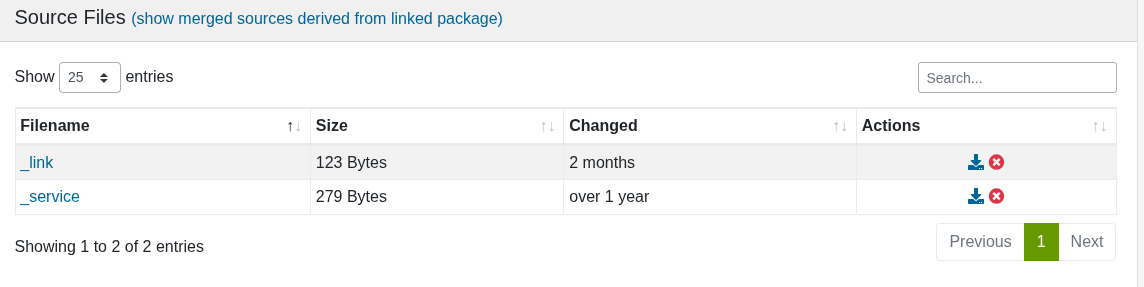 Source Files (show merged sources derived from linked package)
Show 25 entries Search...
Filename ↑↓ Size ↑↓ Changed ↑↓ Actions ↑↓
_link 123 Bytes 2 months
_service 279 Bytes over 1 year
Showing 1 to 2 of 2 entries Previous 1 Next